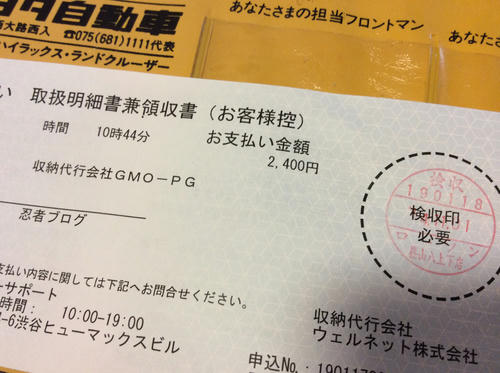 タ自動車
あなたさまの担当フロントマン
あなたさ
西大路西入 ☎075(681)1111代表
ハイラックス・ランドクルーザー
い 取扱明細書兼領収書（お客様控）
時間 10時44分
お支払い金額
2,400円
収納代行会社GMO－PG
忍者ブログ
検収
190118
検収印
必要
支払い内容に関しては下記へお問合せください。
ーサポート
時間： 10:00-19:00
-6渋谷ヒューマックスビル
収納代行会社
ウェルネット株式会社
申込No.：